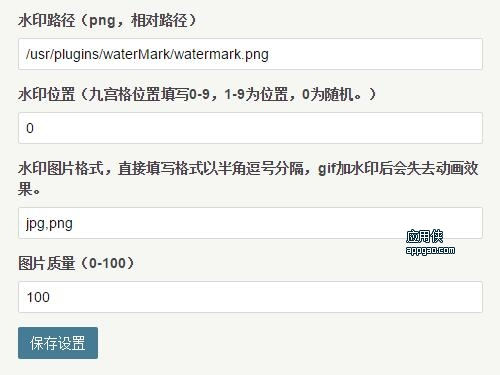 水印路径（png，相对路径）
/usr/plugins/waterMark/watermark.png
水印位置（九宫格位置填写0-9，1-9为位置，0为随机。）
0
水印图片格式，直接填写格式以半角逗号分隔，gif加水印后会失去动画效
果。
jpg,png
应用侠
appgao.com
图片质量（0-100）
100
保存设置